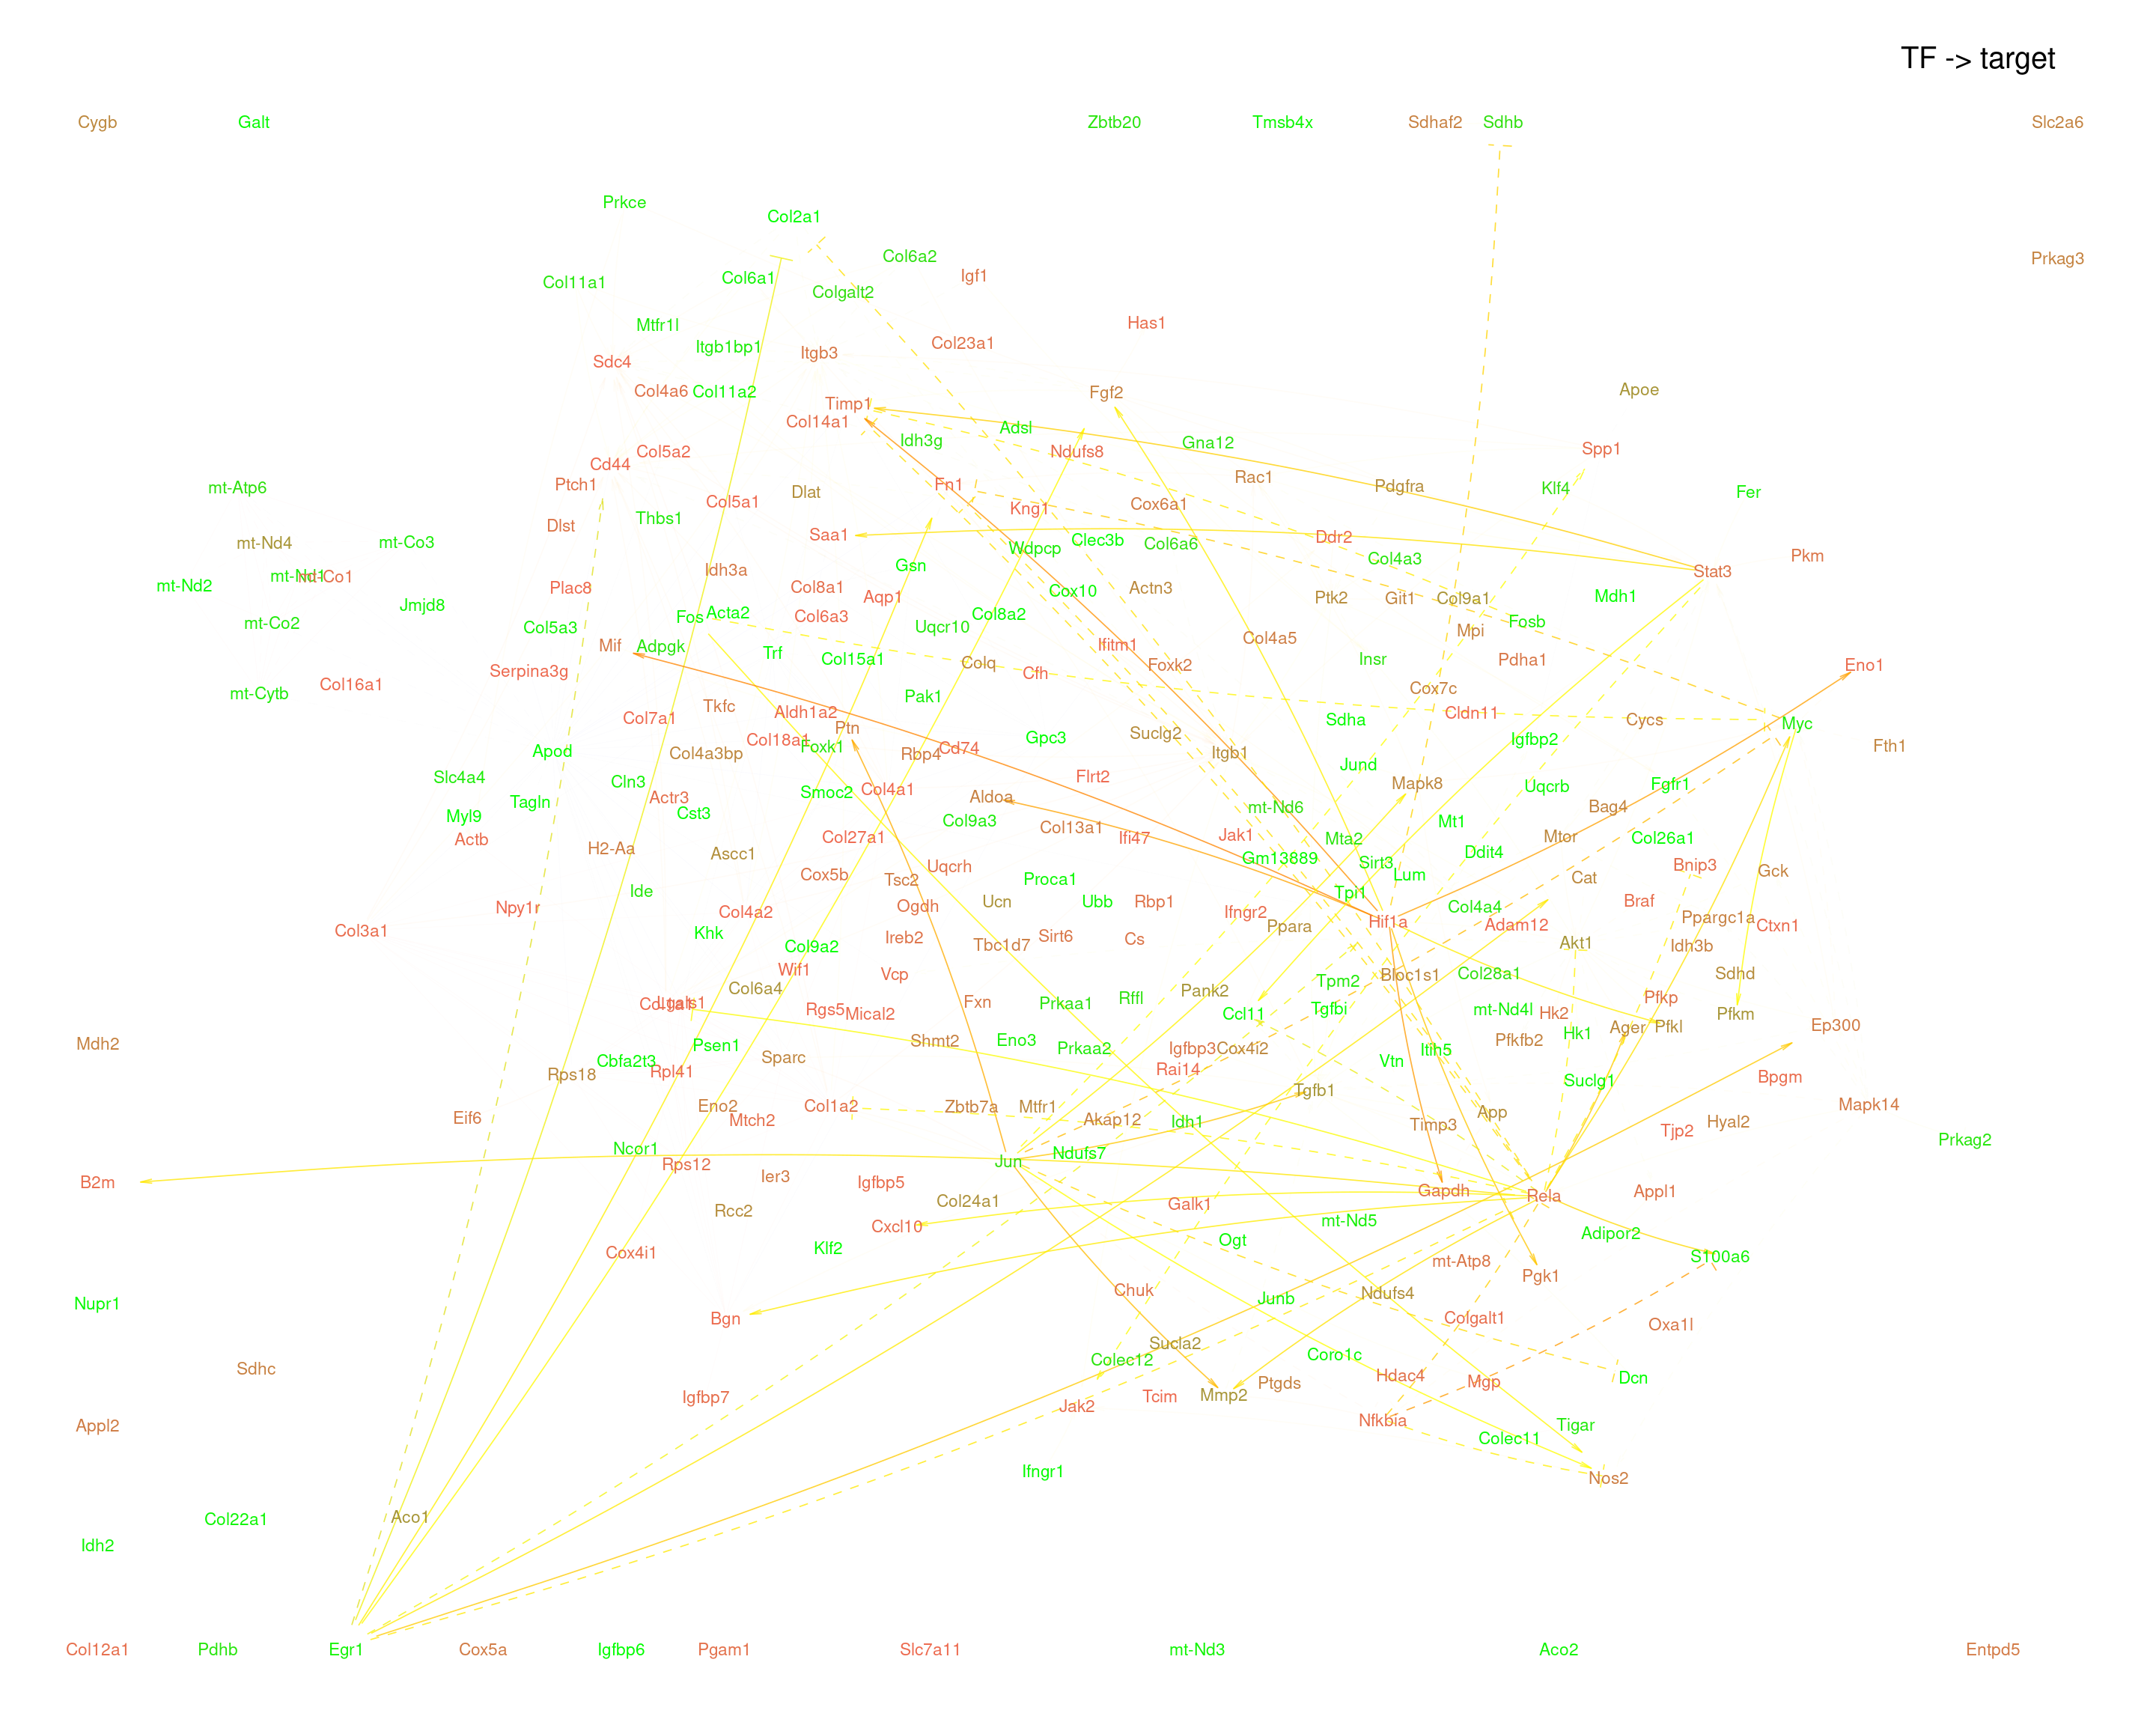 TF -> target
Cygb Galt Zbtb20 Tmsb4x Sdhaf2 Sdhb Slc2a6
Prkce
Col2a1
Col6a2 Prkag3
Col11a1 Col6a1 Igf1
Colgalt2
Mtfr1l Has1
Itgb1bp1 Itgb3 Col23a1
Sdc4
Col4a6 Col11a2 Fgf2 Apoe
Timp1
Col14a1 Adsl
Idh3g Gna12
Cd44 Col5a2 Ndufs8 Spp1
Ptch1 Fn1 Rac1 Pdgfra
mt-Atp6 Dlat Klf4 Fer
Col5a1 Kng1 Cox6a1
Dlst Thbs1
mt-Nd4 mt-Co3 Saa1 Wdpcp Clec3b Col6a6 Ddr2
Gsn Col4a3 Pkm
mt-Nd2 mt-Nd1 mt-Co1 Idh3a Stat3
Plac8 Col8a1 Aqp1 Cox10 Actn3 Ptk2 Git1 Col9a1 Mdh1
Jmjd8 Fos Acta2 Col6a3 Col8a2
mt-Co2 Col5a3 Uqcr10 Fosb
Mif Adpgk Ifitm1 Col4a5 Mpi
Trf Col15a1 Colq Foxk2 Insr Pdha1 Eno1
Serpina3g Cfh
mt-Cytb Col16a1 Pak1 Cox7c
Col7a1 Tkfc Aldh1a2 Sdha Cldn11 Cycs Myc
Ptn Suclg2
Apod Col4a3bp Col18a1 Foxk1 Rbp4 Cd74 Gpc3 Itgb1 Igfbp2 Fth1
Slc4a4 Cln3 Flrt2 Jund Mapk8 Uqcrb Fgfr1
Tagln Actr3 Smoc2 Col4a1 Aldoa mt-Nd6 Bag4
Myl9 Cst3 Col9a3 Col13a1 Mt1
Actb Col27a1 Ifi47 Jak1 Mta2 Mtor Col26a1
H2-Aa Ascc1 Gm13889 Sirt3 Ddit4
Cox5b Uqcrh Lum Bnip3
Ide Tsc2 Proca1 Tpi1 Cat Gck
Npy1r Col4a2 Ogdh Ucn Ubb Rbp1 Ifngr2 Col4a4 Braf
Col3a1 Khk Ireb2 Sirt6 Cs Ppara Hif1a Adam12 Ppargc1a Ctxn1
Col9a2 Tbc1d7 Akt1 Idh3b
Wif1 Vcp Bloc1s1 Col28a1 Sdhd
Col6a4 Pank2 Tpm2
Lgals1 Rgs5 Mical2 Fxn Prkaa1 Rffl Ccl11 Tgfbi mt-Nd4l Hk2 Pfkp Pfkm
Mdh2 Psen1 Shmt2 Eno3 Prkaa2 Igfbp3 Cox4i2 Itih5 Pfkfb2 Hk1 Ager Pfkl Ep300
Rps18 Cbfa2t3 Rpl41 Sparc Rai14 Vtn Suclg1 Bpgm
Eif6 Eno2 Mtch2 Col1a2 Zbtb7a Mtfr1 Akap12 Idh1 Tgfb1 Timp3 App Tjp2 Hyal2 Mapk14
Ncor1 Rps12 Jun Ndufs7 Prkag2
B2m Ier3 Igfbp5 Gapdh Rela Appl1
Rcc2 Col24a1 Galk1
Cxcl10 mt-Nd5
Cox4i1 Klf2 Ogt Adipor2 S100a6
mt-Atp8 Pgk1
Nupr1 Bgn Chuk Junb Ndufs4 Colgalt1 Oxa1l
Sucla2
Sdhc Colec12 Coro1c
Igfbp7 Jak2 Tcim Mmp2 Ptgds Hdac4 Mgp Dcn
Appl2 Nfkbia Tigar
Ifngr1 Colec11 Nos2
Col22a1 Aco1
Idh2
Col12a1 Pdhb Egr1 Cox5a Igfbp6 Pgam1 Slc7a11 mt-Nd3 Aco2 Entpd5